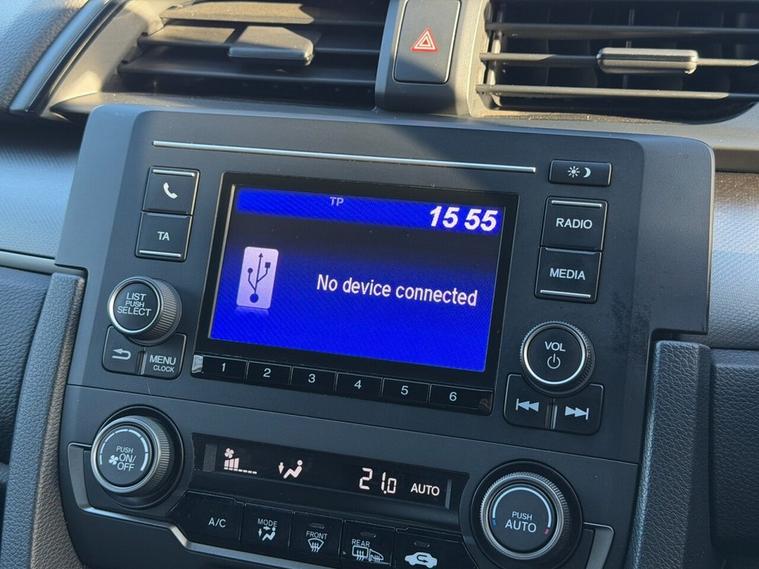 TP
15 55
No device connected
TA
RADIO
MEDIA
LIST
PUSH
SELECT
MENU
CLOCK
VOL
1 2 3 4 5 6
PUSH
ON/
OFF
21.0 AUTO
A/C
MODE
FRONT
REAR
PUSH
AUTO